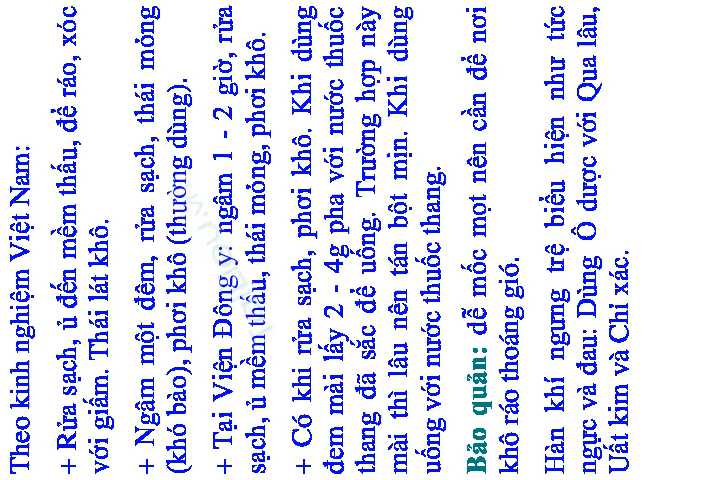 Theo kinh nghiệm Việt Nam:
+ Rửa sạch, ủ đến mềm thấu, để ráo, xóc
với giấm. Thái lát khô.
+ Ngâm một đêm, rửa sạch, thái mỏng
(khó bào), phơi khô (thường dùng).
+ Tại Viện Đông y: ngâm 1 - 2 giờ, rửa
sạch, ủ mềm thấu, thái mỏng, phơi khô.
+ Có khi rửa sạch, phơi khô. Khi dùng
đem mài lấy 2 - 4g pha với nước thuốc
thang đã sắc để uống. Trường hợp này
mài thì lâu nên tán bột mịn. Khi dùng
uống với nước thuốc thang.
Bảo quản: dễ mốc mọt nên cần để nơi
khô ráo thoáng gió.
Hàn khí ngưng trệ biểu hiện như tức
ngực và đau: Dùng Ô dược với Qua lâu,
Uất kim và Chỉ xác.